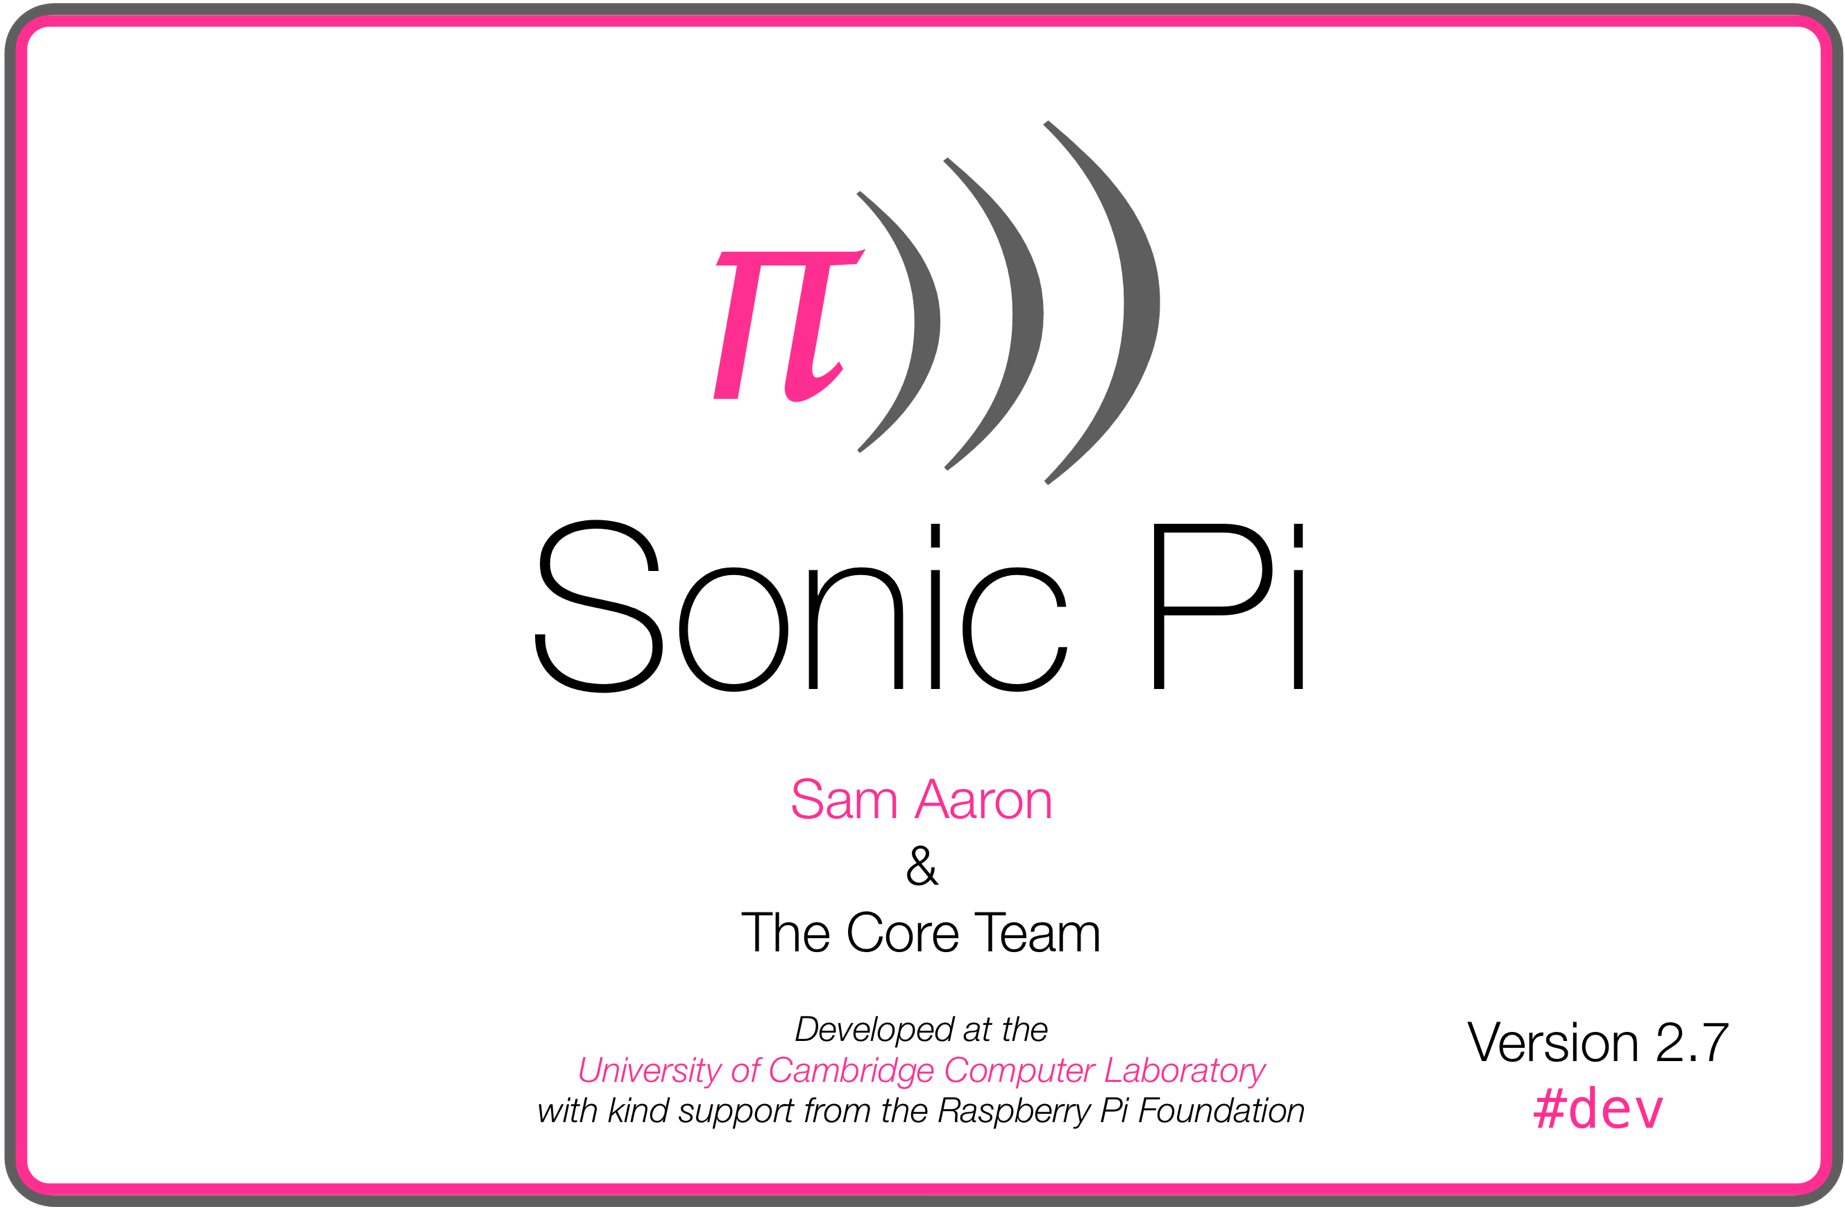 π
Sonic Pi
Sam Aaron
&
The Core Team
Developed at the
University of Cambridge Computer Laboratory
with kind support from the Raspberry Pi Foundation
Version 2.7
#dev